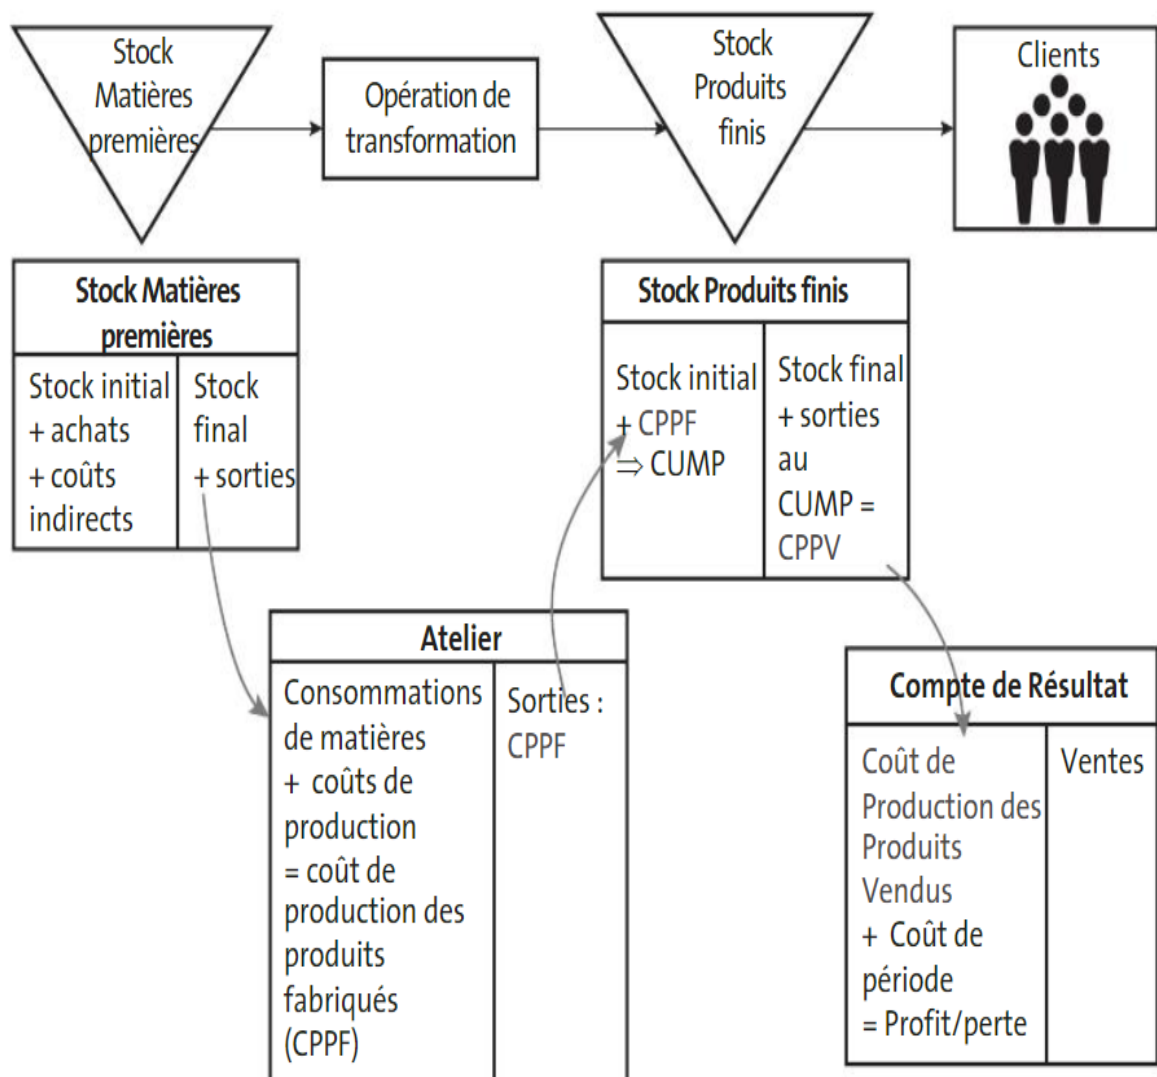 Stock
Matières
premières
Opération de
transformation
Stock
Produits
finis
Clients
Stock Matières
premières
Stock initial
+ achats
+ coûts
indirects
Stock
final
+ sorties
Stock Produits finis
Stock initial
+ CPPF
⇒ CUMP
Stock final
+ sorties
au
CUMP =
CPPV
Atelier
Consommations
de matières
+ coûts de
production
= coût de
production des
produits
fabriqués
(CPPF)
Sorties :
CPPF
Compte de Résultat
Coût de
Production des
Produits
Vendus
+ Coût de
période
= Profit/perte
Ventes